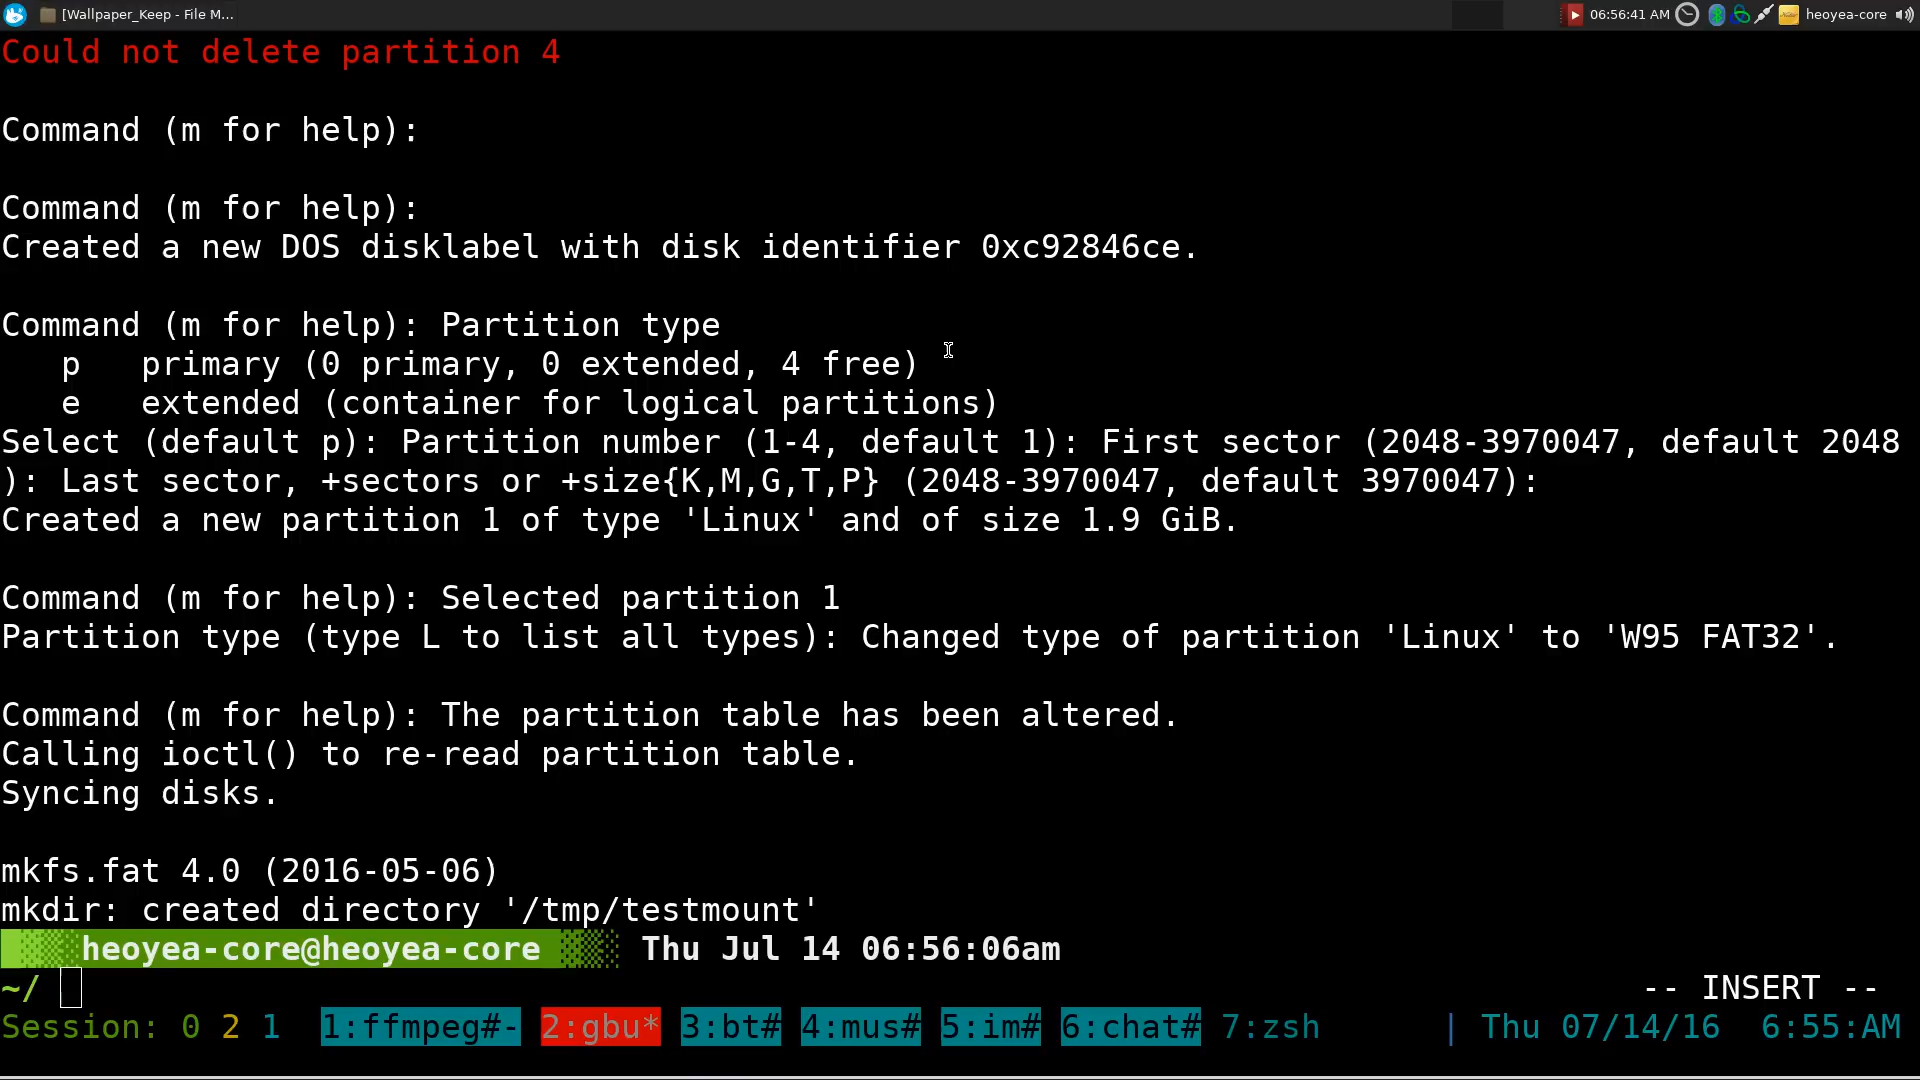 [Wallpaper_Keep - File M...
06:56:41 AM
heoyea-core
Could not delete partition 4
Command (m for help):
Command (m for help):
Created a new DOS disklabel with disk identifier 0xc92846ce.
Command (m for help): Partition type
   p   primary (0 primary, 0 extended, 4 free)
   e   extended (container for logical partitions)
Select (default p): Partition number (1-4, default 1): First sector (2048-3970047, default 2048
): Last sector, +sectors or +size{K,M,G,T,P} (2048-3970047, default 3970047):
Created a new partition 1 of type 'Linux' and of size 1.9 GiB.
Command (m for help): Selected partition 1
Partition type (type L to list all types): Changed type of partition 'Linux' to 'W95 FAT32'.
Command (m for help): The partition table has been altered.
Calling ioctl() to re-read partition table.
Syncing disks.
mkfs.fat 4.0 (2016-05-06)
mkdir: created directory '/tmp/testmount'
heoyea-core@heoyea-core Thu Jul 14 06:56:06am
~/ -- INSERT --
Session: 0 2 1 1:ffmpeg#- 2:gbu* 3:bt# 4:mus# 5:im# 6:chat# 7:zsh | Thu 07/14/16 6:55:AM